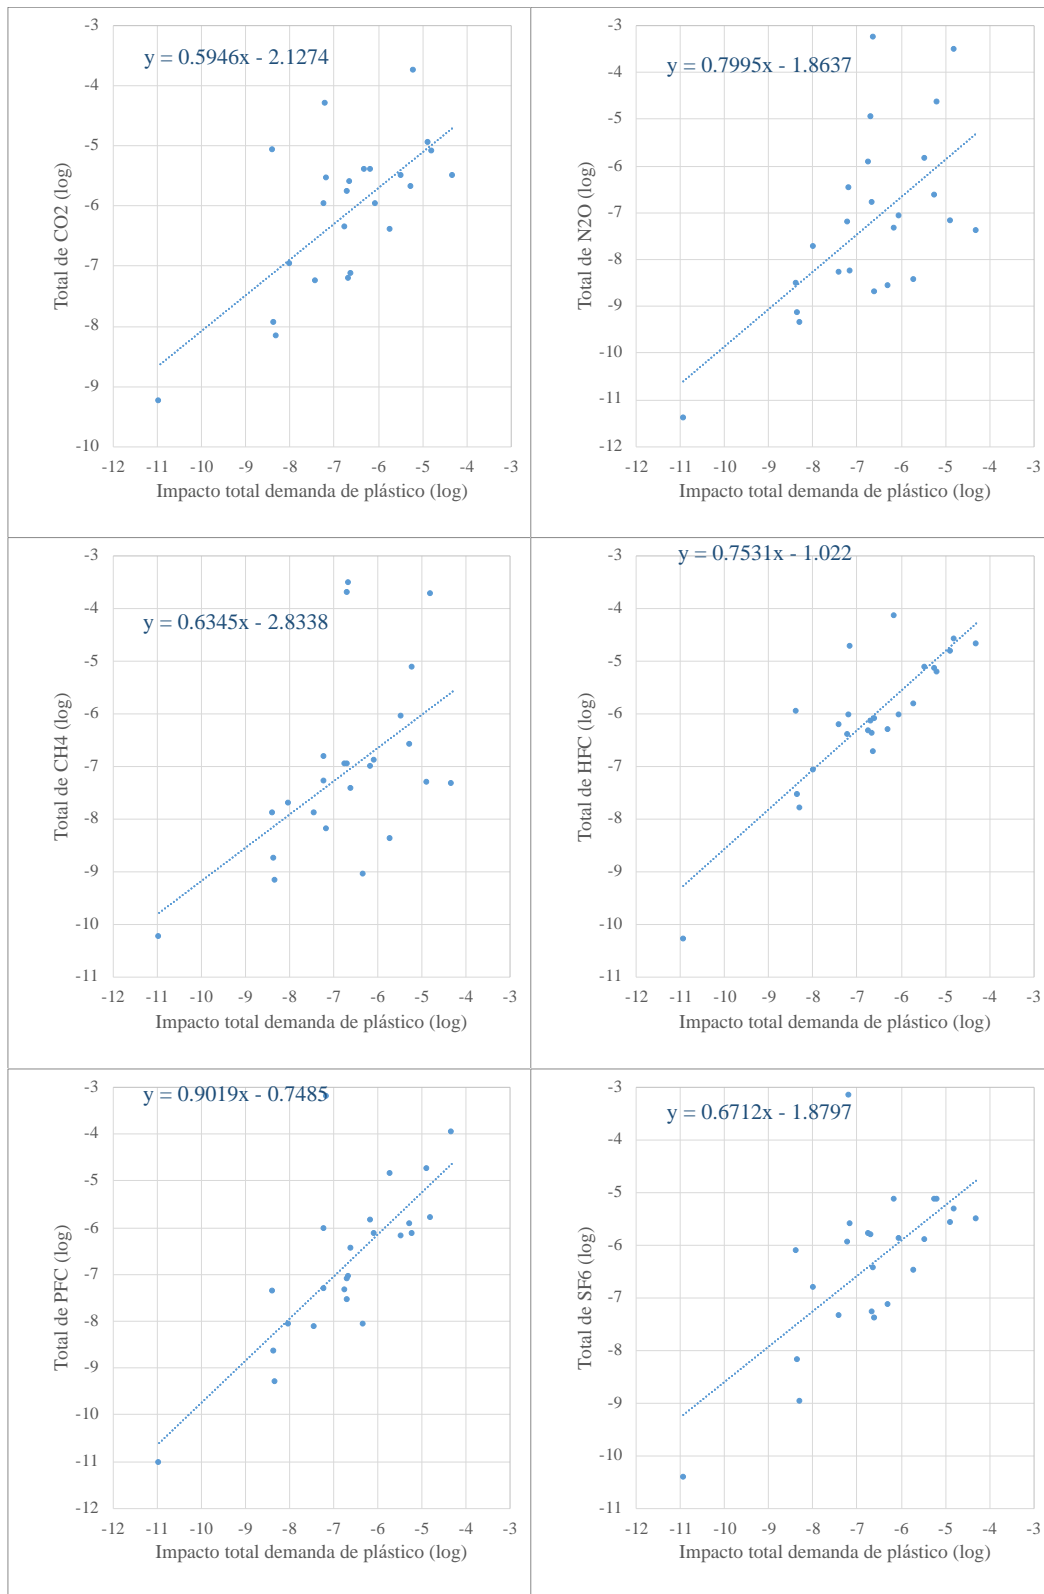 y = 0.5946x - 2.1274
Total de CO2 (log)
-3
-4
-5
-6
-7
-8
-9
-10
-12 -11 -10 -9 -8 -7 -6 -5 -4 -3
Impacto total demanda de plástico (log)
y = 0.7995x - 1.8637
Total de N2O (log)
-3
-4
-5
-6
-7
-8
-9
-10
-11
-12
-12 -11 -10 -9 -8 -7 -6 -5 -4 -3
Impacto total demanda de plástico (log)
y = 0.6345x - 2.8338
Total de CH4 (log)
-3
-4
-5
-6
-7
-8
-9
-10
-11
-12 -11 -10 -9 -8 -7 -6 -5 -4 -3
Impacto total demanda de plástico (log)
y = 0.7531x - 1.022
Total de HFC (log)
-3
-4
-5
-6
-7
-8
-9
-10
-11
-12 -11 -10 -9 -8 -7 -6 -5 -4 -3
Impacto total demanda de plástico (log)
y = 0.9019x - 0.7485
Total de PFC (log)
-3
-4
-5
-6
-7
-8
-9
-10
-11
-12
-12 -11 -10 -9 -8 -7 -6 -5 -4 -3
Impacto total demanda de plástico (log)
y = 0.6712x - 1.8797
Total de SF6 (log)
-3
-4
-5
-6
-7
-8
-9
-10
-11
-12 -11 -10 -9 -8 -7 -6 -5 -4 -3
Impacto total demanda de plástico (log)